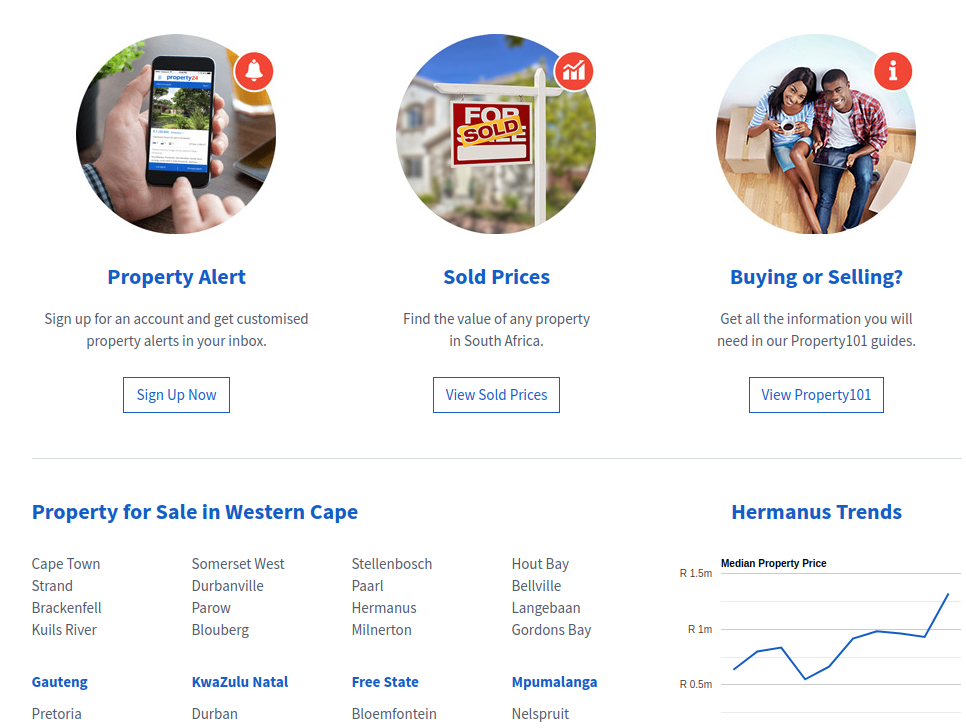 property24
FOR
SOLD
Property Alert
Sold Prices
Buying or Selling?
Sign up for an account and get customised
property alerts in your inbox.
Find the value of any property
in South Africa.
Get all the information you will
need in our Property101 guides.
Sign Up Now
View Sold Prices
View Property101
Property for Sale in Western Cape
Hermanus Trends
Cape Town
Somerset West
Stellenbosch
Hout Bay
Strand
Durbanville
Paarl
Bellville
Brackenfell
Parow
Hermanus
Langebaan
Kuils River
Blouberg
Milnerton
Gordons Bay
Median Property Price
R 1.5m
R 1m
R 0.5m
Gauteng
KwaZulu Natal
Free State
Mpumalanga
Pretoria
Durban
Bloemfontein
Nelspruit